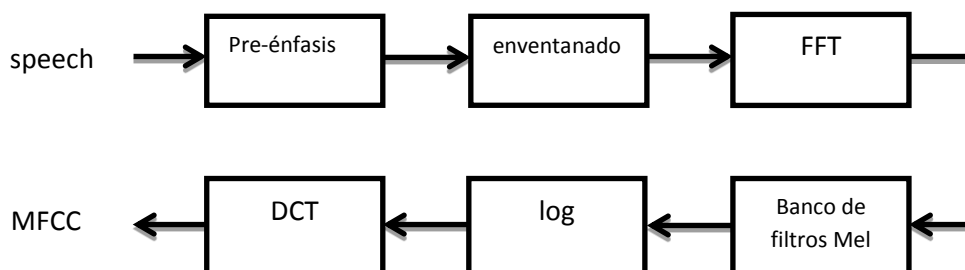 speech
Pre-énfasis
enventanado
FFT
MFCC
DCT
log
Banco de
filtros Mel